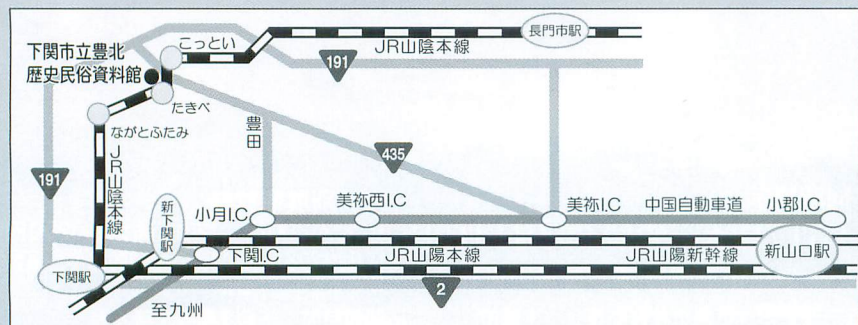 長門市駅
こっとい
JR山陰本線
下関市立豊北
歴史民俗資料館
191
たきべ
ながとふたみ
豊田
435
JR山陰本線
191
新下関駅
小月I.C
美祢西I.C
美祢I.C
中国自動車道
小郡I.C
下関I.C
JR山陽本線
JR山陽新幹線
新山口駅
下関駅
2
至九州